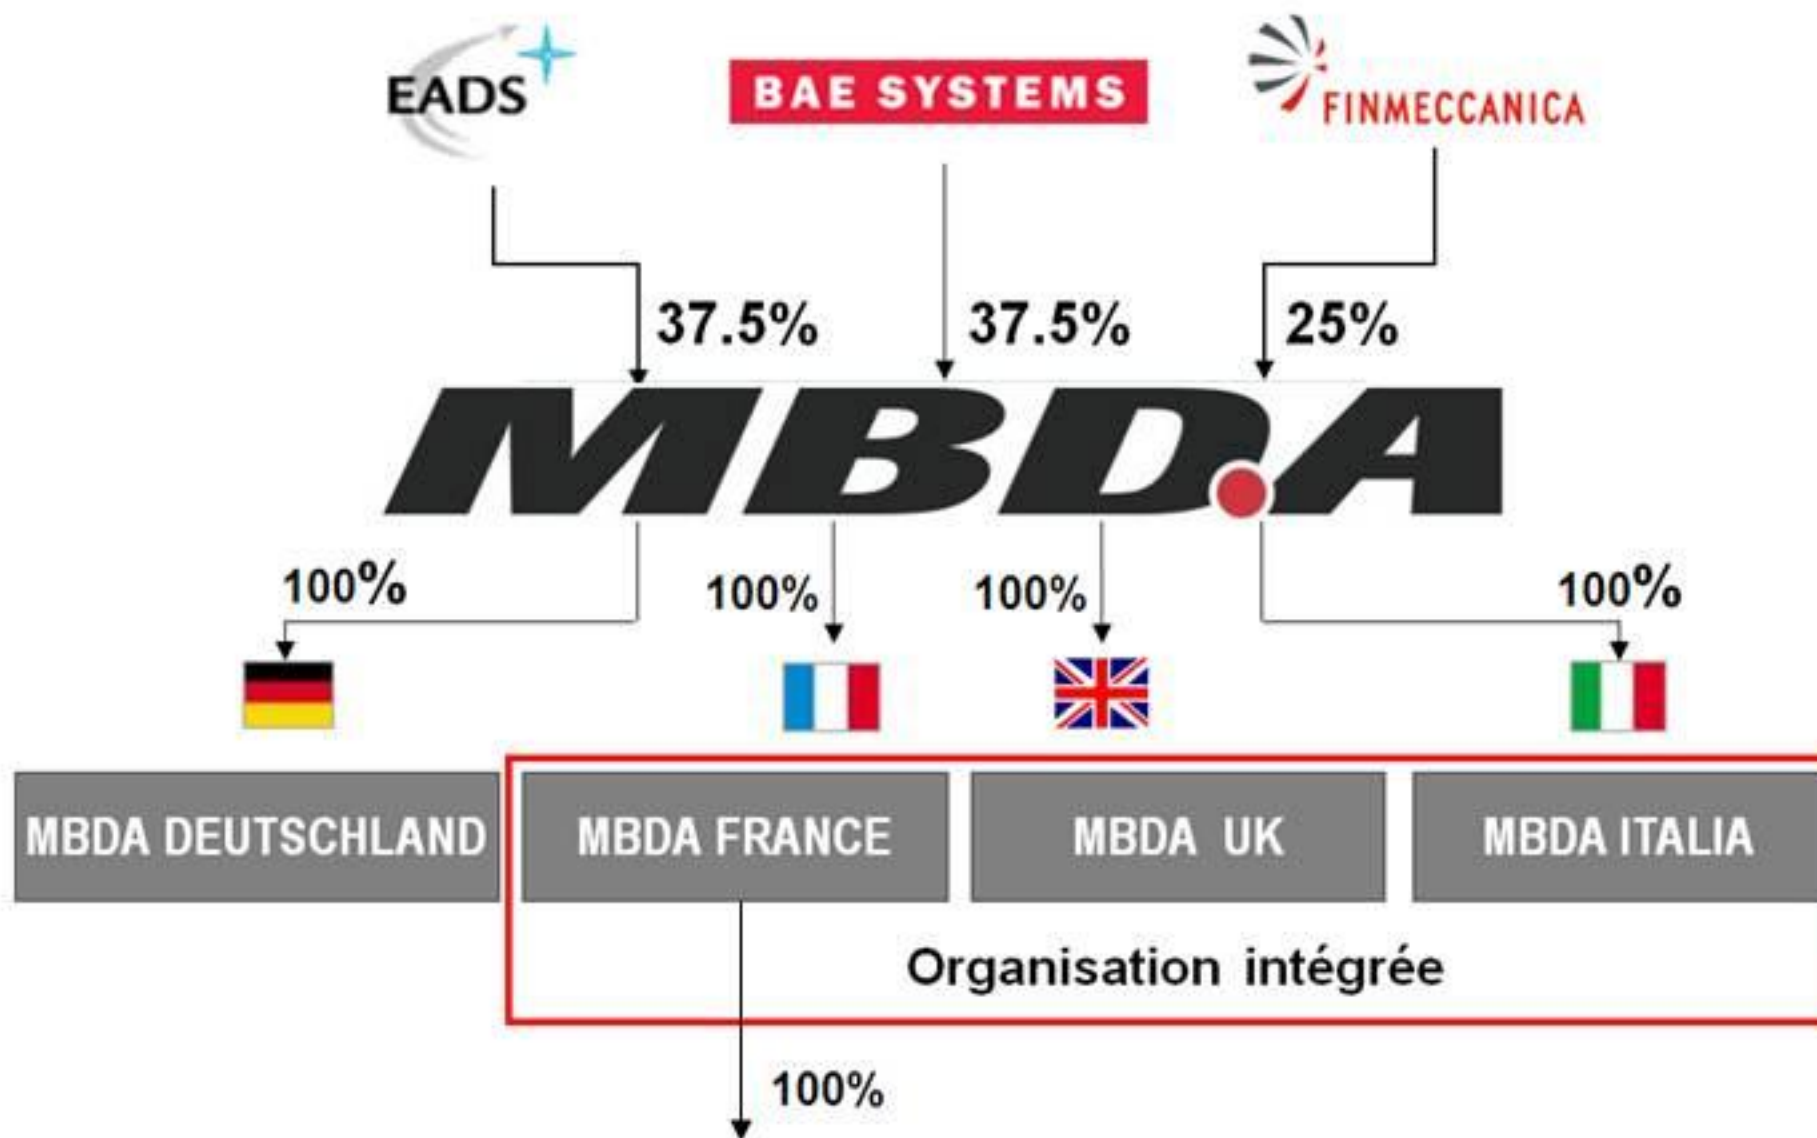 EADS
BAE SYSTEMS
FINMECCANICA
37.5% 37.5% 25%
MBDA
100% 100% 100% 100%
MBDA DEUTSCHLAND MBDA FRANCE MBDA UK MBDA ITALIA
Organisation intégrée
100%